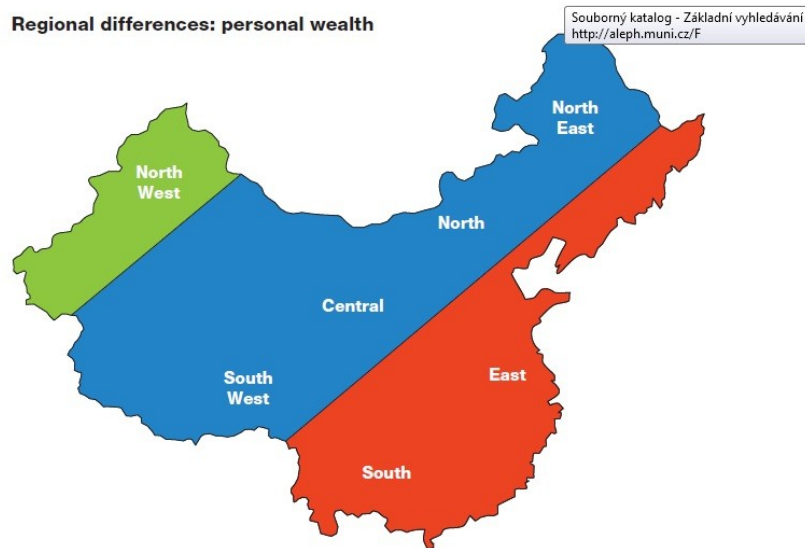 Regional differences: personal wealth
Souborný katalog - Základní vyhledávání
http://aleph.muni.cz/F
North
East
North
West
North
Central
South
West
East
South